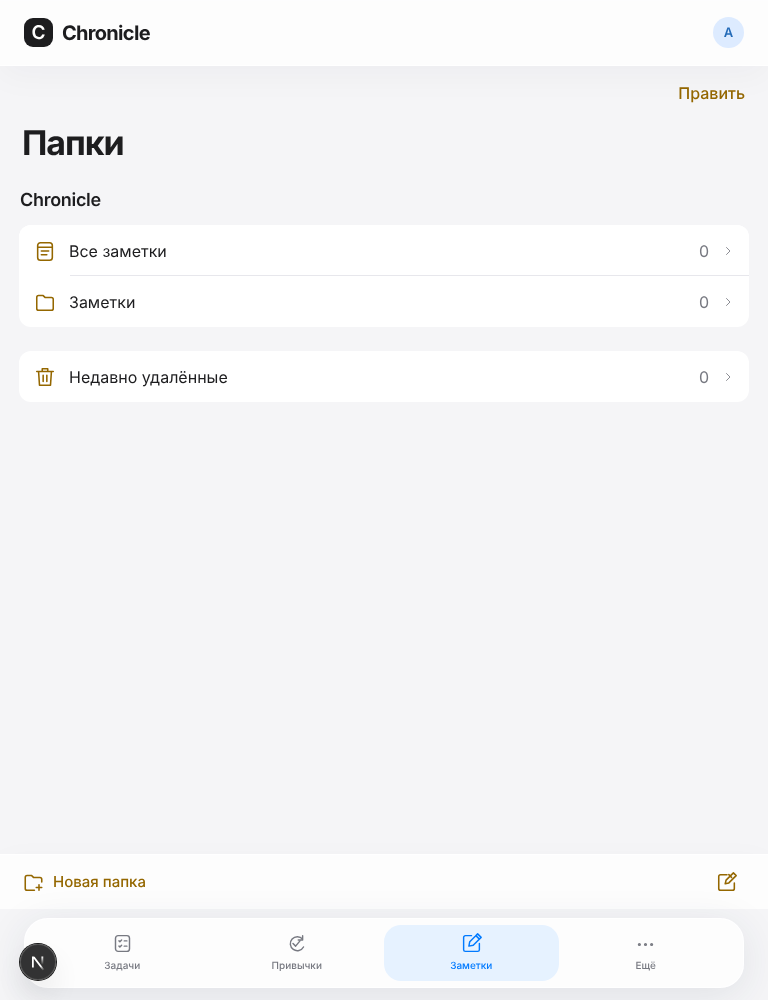 C Chronicle
A
Править
Папки
Chronicle
Все заметки 0
Заметки 0
Недавно удалённые 0
Новая папка
N
Задачи Привычки Заметки Ещё